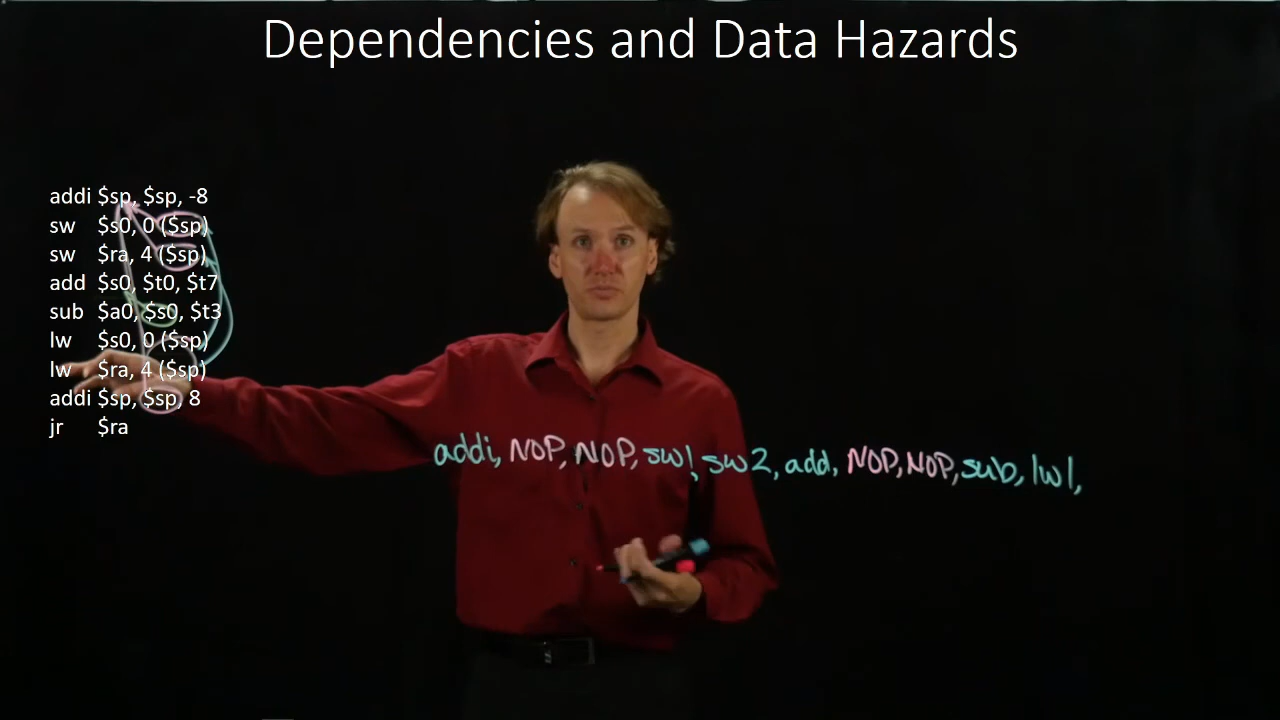 Dependencies and Data Hazards
addi $sp, $sp, -8
sw $s0, 0 ($sp)
sw $ra, 4 ($sp)
add $s0, $t0, $t7
sub $a0, $s0, $t3
lw $s0, 0 ($sp)
lw $ra, 4 ($sp)
addi $sp, $sp, 8
jr $ra
addi, NOP, NOP, sw1, sw2, add, NOP, NOP, sub, lw1,